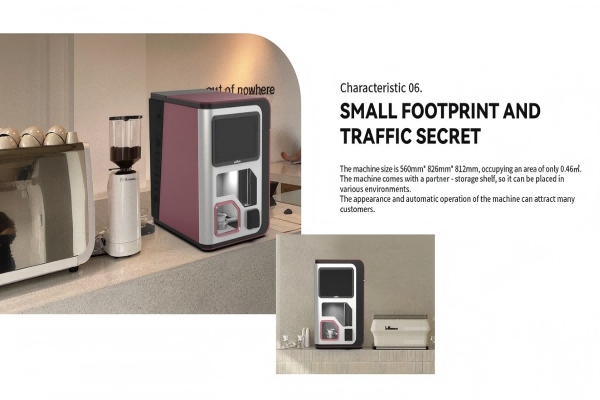 out of nowhere
Characteristic 06.
SMALL FOOTPRINT AND
TRAFFIC SECRET
The machine size is 560mm* 826mm* 812mm, occupying an area of only 0.46㎡.
The machine comes with a partner - storage shelf, so it can be placed in
various environments.
The appearance and automatic operation of the machine can attract many
customers.